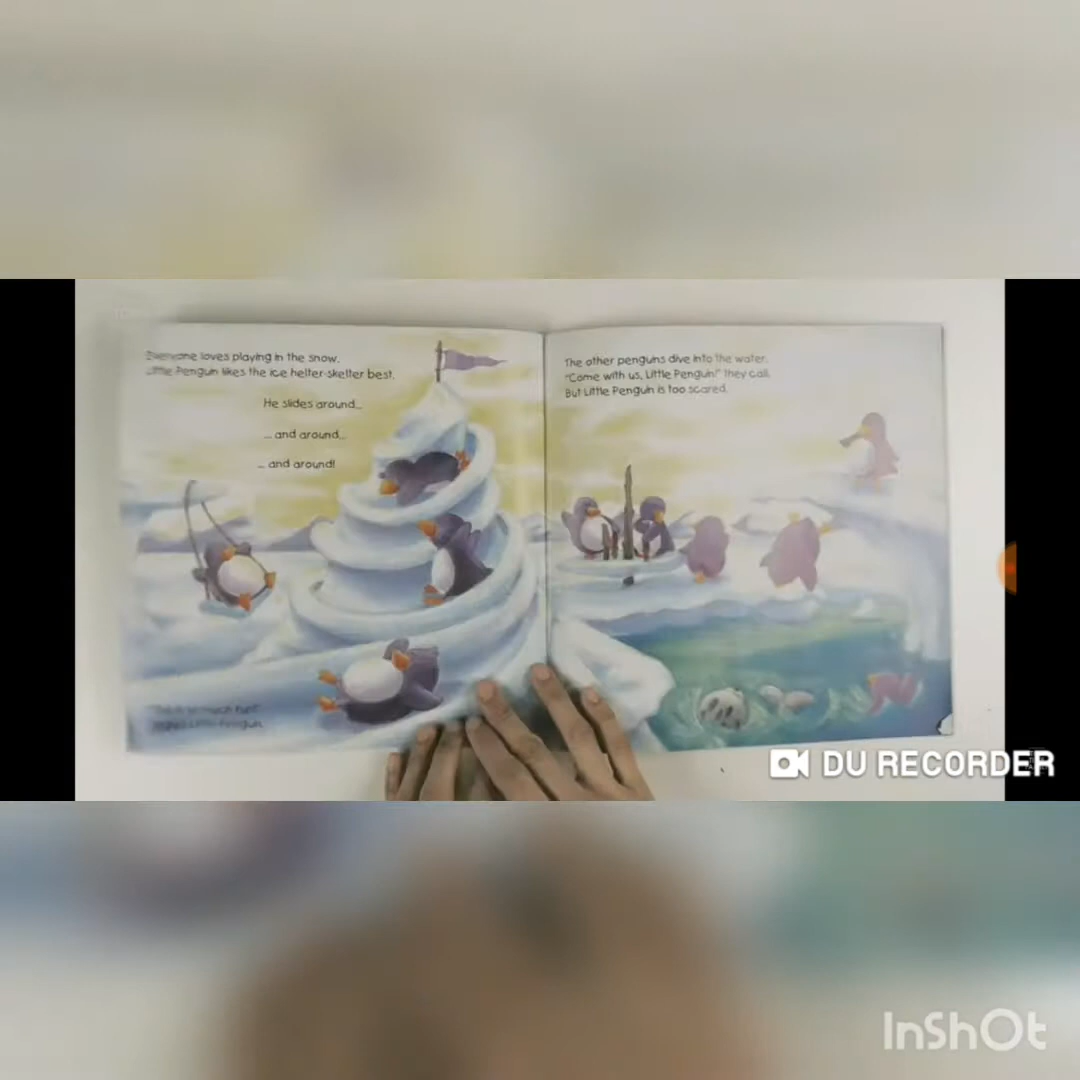 Everyone loves playing in the snow.
Little Penguin likes the ice helter-skelter best.
He slides around...
... and around...
... and around!
Little Penguin.
The other penguins dive into the water.
"Come with us, Little Penguin!" they call.
But Little Penguin is too scared.
DU RECORDER
InShOt